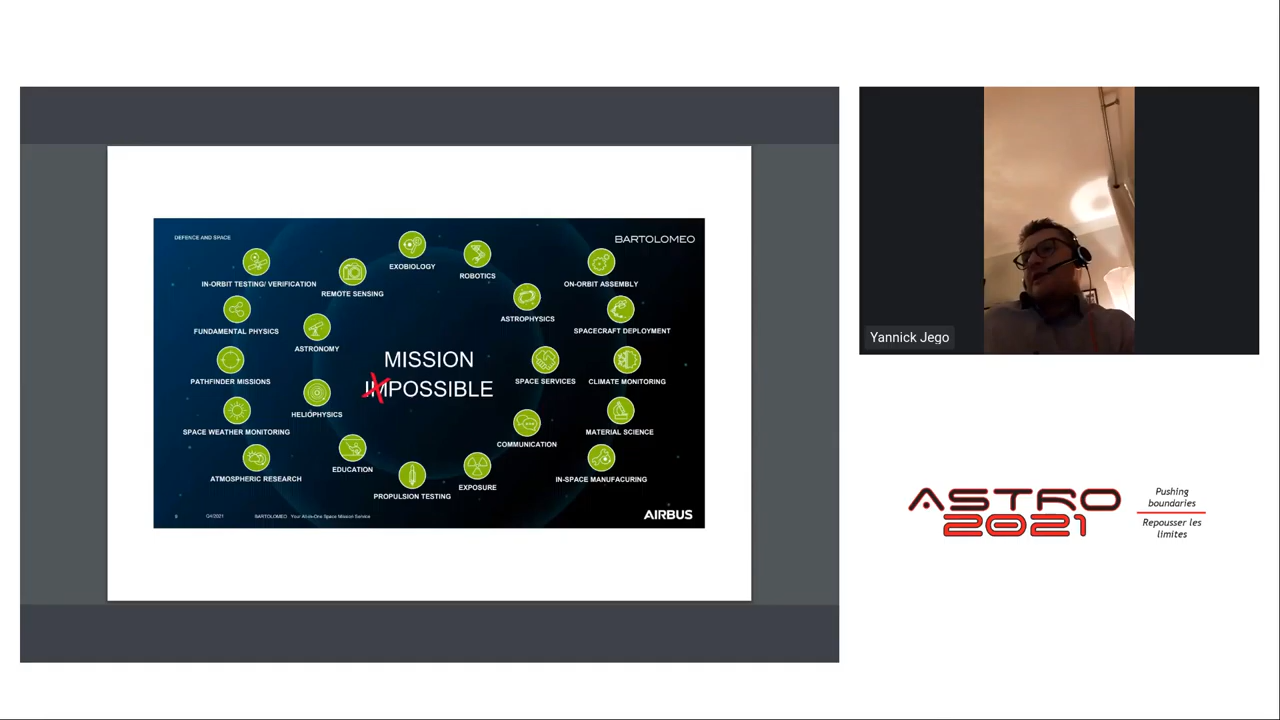 DEFENCE AND SPACE
BARTOLOMEO
EXOBIOLOGY
ROBOTICS
IN-ORBIT TESTING/ VERIFICATION
REMOTE SENSING
ON-ORBIT ASSEMBLY
FUNDAMENTAL PHYSICS
ASTROPHYSICS
SPACECRAFT DEPLOYMENT
ASTRONOMY
MISSION
IMPOSSIBLE
PATHFINDER MISSIONS
SPACE SERVICES
CLIMATE MONITORING
HELIOPHYSICS
SPACE WEATHER MONITORING
COMMUNICATION
MATERIAL SCIENCE
EDUCATION
ATMOSPHERIC RESEARCH
PROPULSION TESTING
EXPOSURE
IN-SPACE MANUFACURING
Q4/2021
BARTOLOMEO. Your All-in-One Space Mission Service
AIRBUS
Yannick Jego
ASTRO
2021
Pushing
boundaries
Repousser les
limites